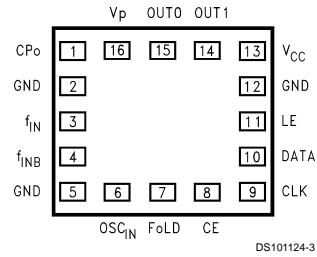 Vp OUT0 OUT1
CPo 1 16 15 14 13 VCC
GND 2 12 GND
fIN 3 11 LE
fINB 4 10 DATA
GND 5 6 7 8 9 CLK
OSCIN FoLD CE
DS101124-3